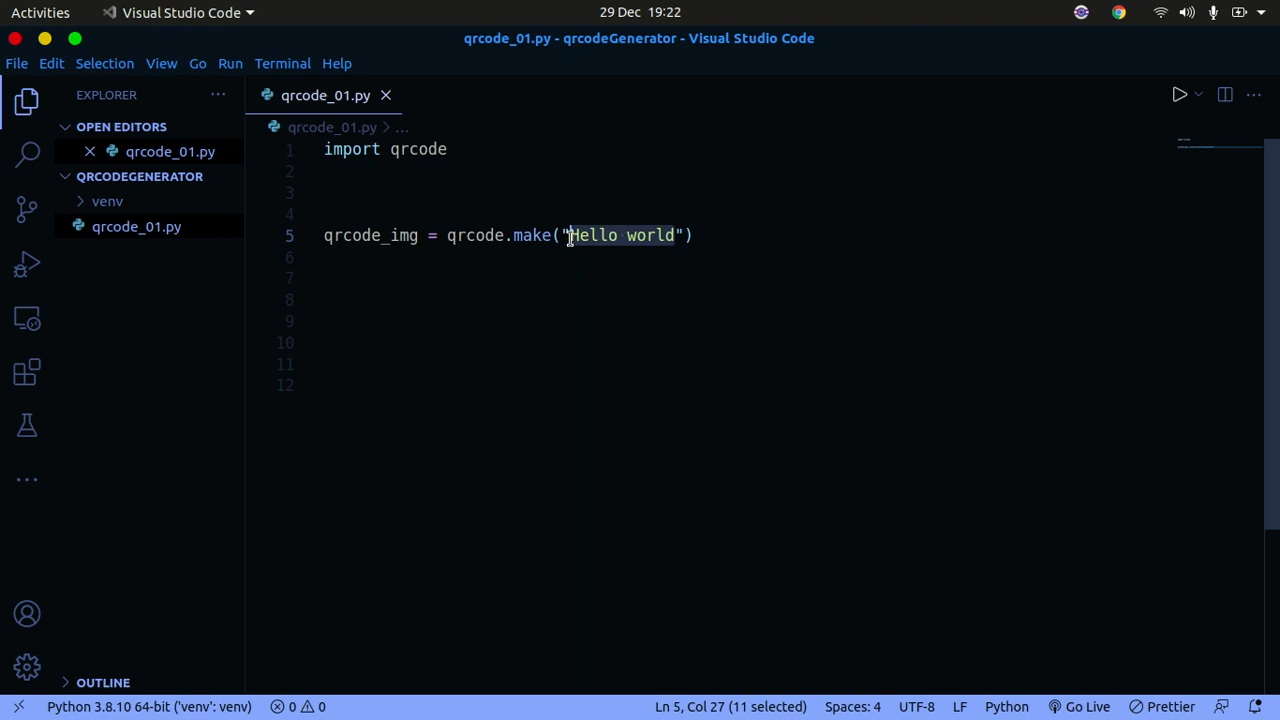 Activities Visual Studio Code 29 Dec 19:22
qrcode_01.py - qrcodeGenerator - Visual Studio Code
File Edit Selection View Go Run Terminal Help
EXPLORER ··· qrcode_01.py
OPEN EDITORS
qrcode_01.py
QRCODEGENERATOR
venv
qrcode_01.py
qrcode_01.py > ...
1 import qrcode
2
3
4
5 qrcode_img = qrcode.make("Hello world")
6
7
8
9
10
11
12
OUTLINE
Python 3.8.10 64-bit ('venv': venv) 0 0 Ln 5, Col 27 (11 selected) Spaces: 4 UTF-8 LF Python Go Live Prettier